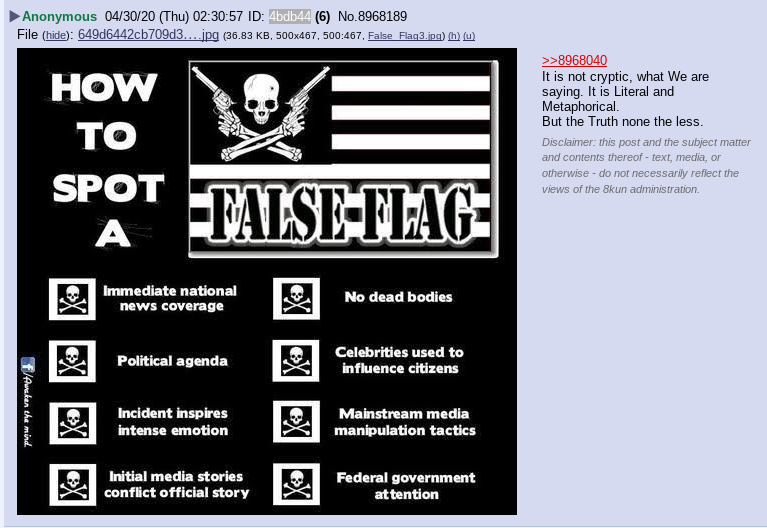 Anonymous 04/30/20 (Thu) 02:30:57 ID: 4bdb44 (6) No.8968189
File (hide): 649d6442cb709d3….jpg (36.83 KB, 500x467, 500:467, False_Flag3.jpg) (h) (u)
HOW
TO
SPOT
A
FALSE FLAG
Immediate national
news coverage
No dead bodies
Political agenda
Celebrities used to
influence citizens
Incident inspires
intense emotion
Mainstream media
manipulation tactics
Initial media stories
conflict official story
Federal government
attention
/Awaken the mind
>>8968040
It is not cryptic, what We are
saying. It is Literal and
Metaphorical.
But the Truth none the less.
Disclaimer: this post and the subject matter
and contents thereof - text, media, or
otherwise - do not necessarily reflect the
views of the 8kun administration.